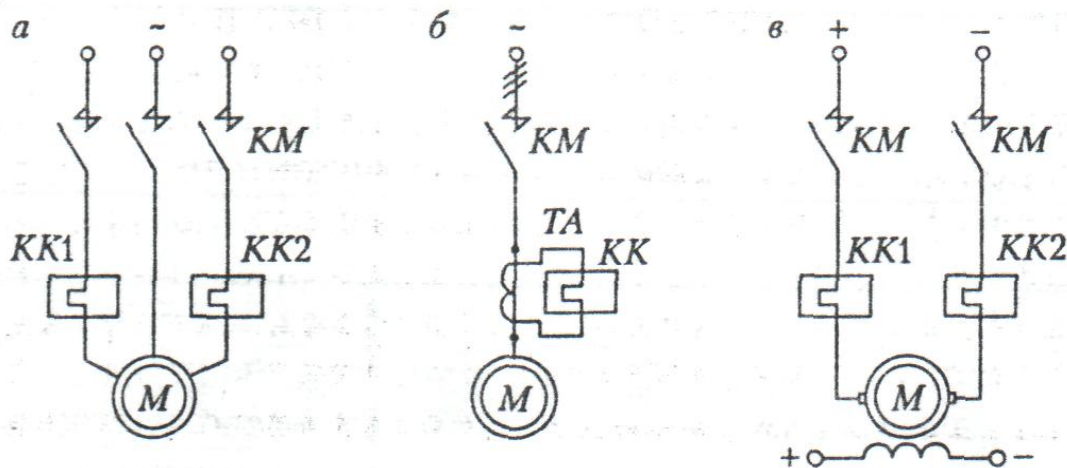 а ~ б ~ в + −
KM KM KM KM
TA
KK1 KK2 KK KK1 KK2
M M M
+ −